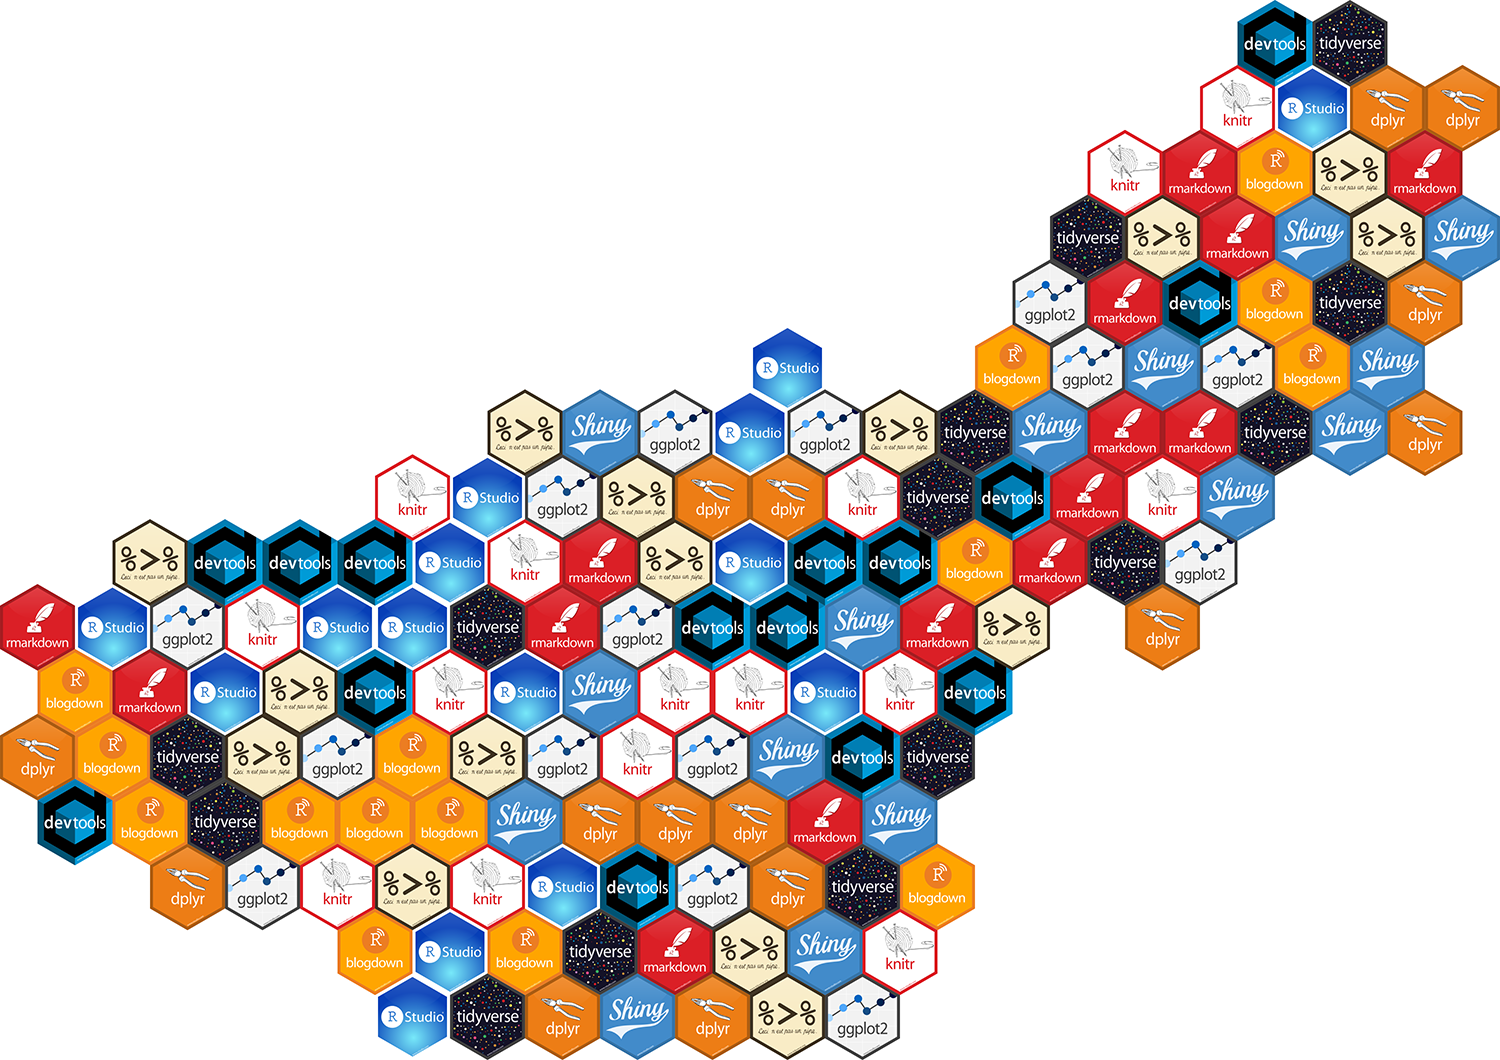 devtools tidyverse
knitr R Studio dplyr dplyr
knitr rmarkdown R blogdown %>% rmarkdown
tidyverse %>% rmarkdown Shiny %>% Shiny
ggplot2 rmarkdown devtools R blogdown tidyverse dplyr
R Studio R blogdown ggplot2 Shiny ggplot2 R blogdown Shiny
%>% Shiny ggplot2 R Studio ggplot2 %>% tidyverse Shiny rmarkdown rmarkdown tidyverse Shiny dplyr
knitr R Studio ggplot2 %>% dplyr dplyr knitr tidyverse devtools rmarkdown knitr Shiny
%>% devtools devtools devtools R Studio knitr rmarkdown %>% R Studio devtools devtools R blogdown rmarkdown tidyverse ggplot2
rmarkdown R Studio ggplot2 knitr R Studio R Studio tidyverse rmarkdown ggplot2 devtools devtools Shiny rmarkdown %>% dplyr
R blogdown rmarkdown R Studio %>% devtools knitr R Studio Shiny knitr knitr R Studio knitr devtools
dplyr R blogdown tidyverse %>% ggplot2 R blogdown %>% ggplot2 knitr ggplot2 Shiny devtools tidyverse
devtools R blogdown tidyverse R blogdown R blogdown R blogdown Shiny dplyr dplyr dplyr rmarkdown Shiny
dplyr ggplot2 knitr %>% knitr R Studio devtools ggplot2 dplyr tidyverse R blogdown
R blogdown R Studio R blogdown tidyverse rmarkdown %>% Shiny knitr
R Studio tidyverse dplyr Shiny dplyr %>% ggplot2